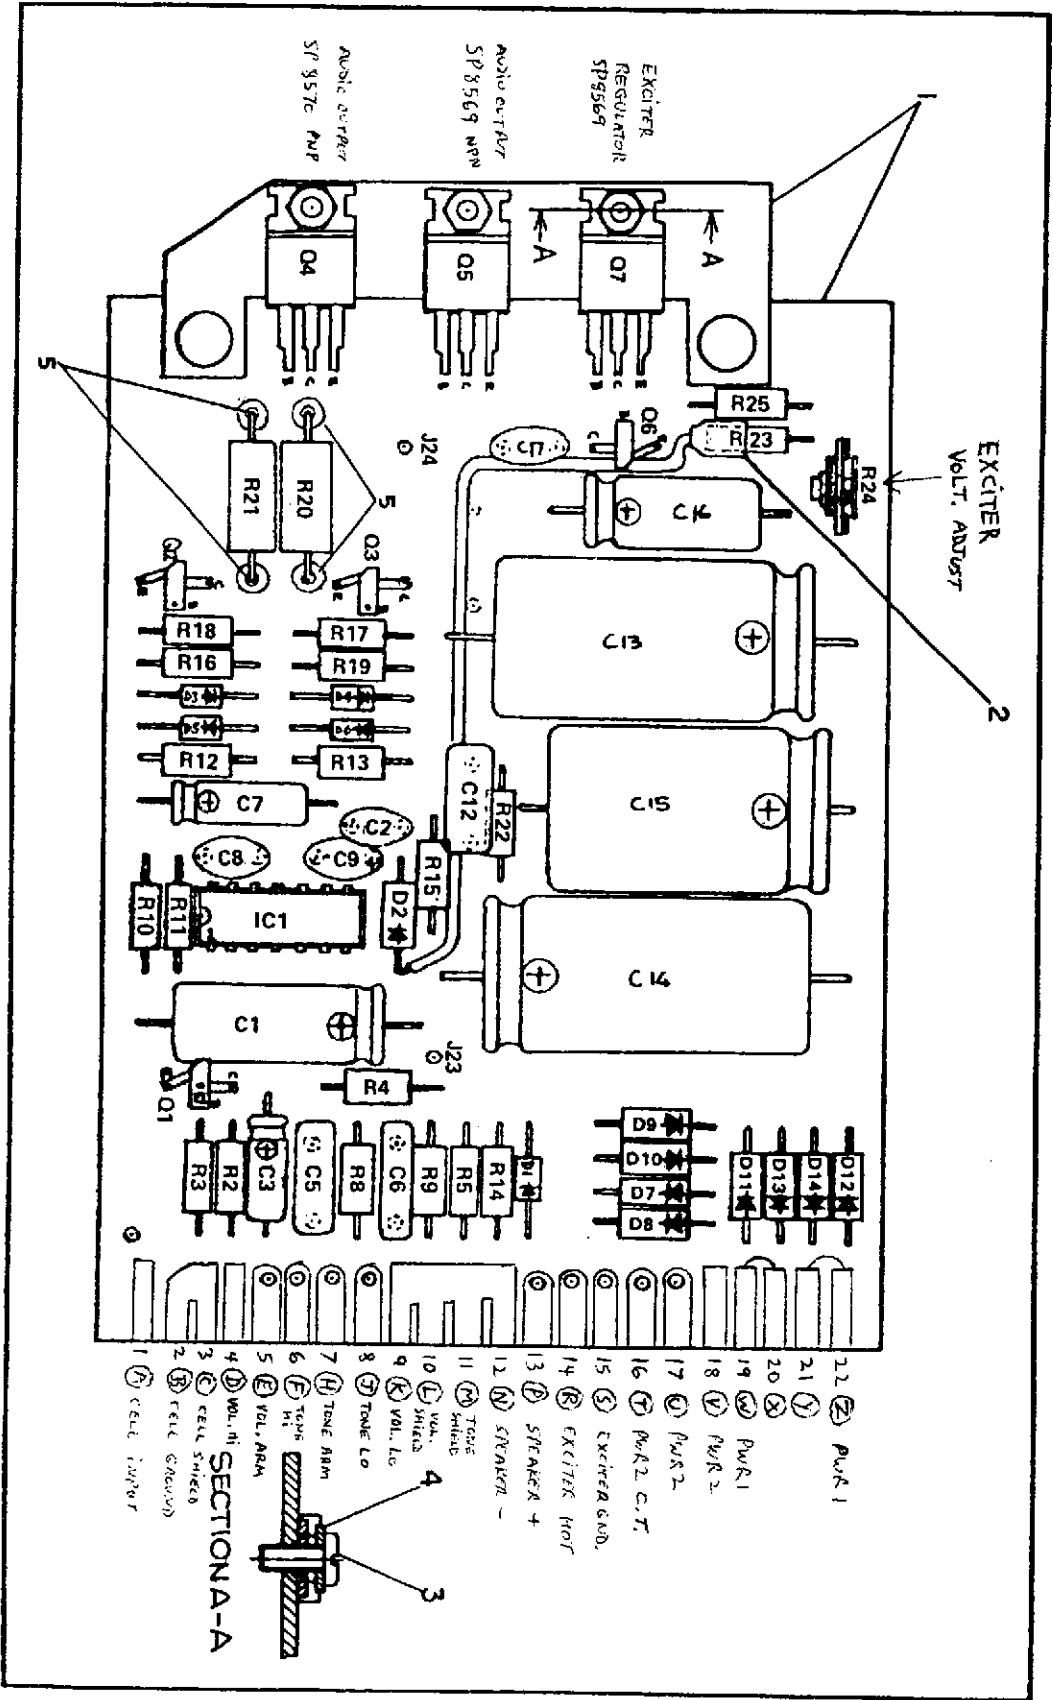 1
EXCITER
REGULATOR
SP8569
AUDIO OUTPUT
SP8569 NPN
AUDIO OUTPUT
SP8570 PNP
A
A
Q7
Q5
Q4
B C E
B C E
B C E
EXCITER
VOLT. ADJUST
R24
R25
R23
2
Q6
C17
C16
J24
5
5
R20
R21
Q3
Q2
C13
R17
R18
R19
R16
D4
D3
D6
D5
R13
R12
C15
C12
R22
C7
C2
C9
C8
R15
D2
IC1
R11
R10
C14
C1
J23
R4
Q1
D9
D10
D7
D8
D11
D13
D14
D12
R3
R2
C3
C5
R8
C6
R9
R5
R14
D1
22 Z PWR 1
21 Y
20 X
19 W PWR 1
18 V PWR 2
17 U PWR 2
16 T PWR 2 C.T.
15 S EXCITER GND.
14 R EXCITER HOT
13 P SPEAKER +
12 N SPEAKER -
11 M TONE SHIELD
10 L VOL. SHIELD
9 K VOL. LO
8 J TONE LO
7 H TONE ARM
6 F TONE Hi
5 E VOL. ARM
4 D VOL. Hi
3 C CELL SHIELD
2 B CELL GROUND
1 A CELL INPUT
3
4
SECTION A-A